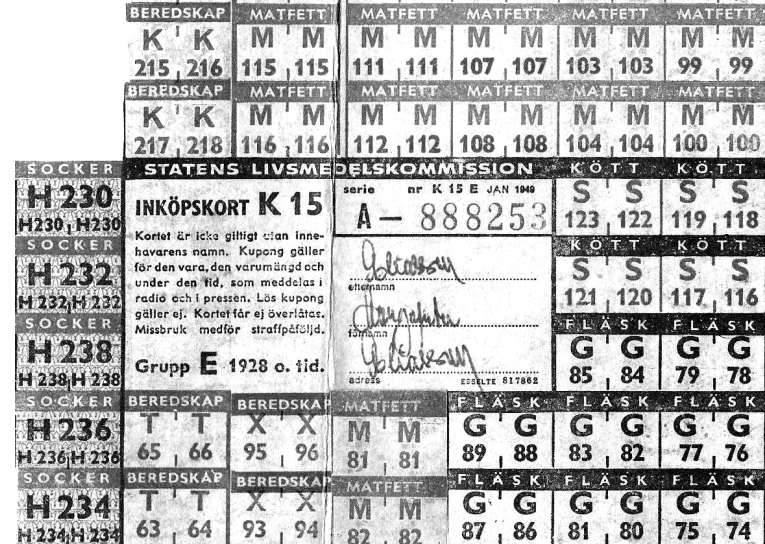 BEREDSKAP MATFETT MATFETT MATFETT MATFETT MATFETT
K K M M M M M M M M M M
215 216 115 115 111 111 107 107 103 103 99 99
BEREDSKAP MATFETT MATFETT MATFETT MATFETT MATFETT
K K M M M M M M M M M M
217 218 116 116 112 112 108 108 104 104 100 100
SOCKER
H 230
H230 H230
SOCKER
H 232
H 232 H 232
SOCKER
H 238
H 238 H 238
STATENS LIVSMEDELSKOMMISSION
INKÖPSKORT K 15
Kortet är icke giltigt utan inne-
havarens namn. Kupong gäller
för den vara, den varumängd och
under den tid, som meddelas i
radio och i pressen. Lös kupong
gäller ej. Kortet får ej överlåtas.
Missbruk medför straffpåföljd.
Grupp E 1928 o. tid.
serie nr K 15 E JAN 1949
A — 888253
efternamn
förnamn
adress ESSELTE 817862
KÖTT KÖTT
S S S S
123 122 119 118
KÖTT KÖTT
S S S S
121 120 117 116
FLÄSK FLÄSK
G G G G
85 84 79 78
SOCKER BEREDSKAP BEREDSKAP MATFETT FLÄSK FLÄSK FLÄSK
H 236 T T X X M M G G G G G G
H 236 H 236 65 66 95 96 81 81 89 88 83 82 77 76
SOCKER BEREDSKAP BEREDSKAP MATFETT FLÄSK FLÄSK FLÄSK
H 234 T T X X M M G G G G G G
H 234 H 234 63 64 93 94 82 82 87 86 81 80 75 74